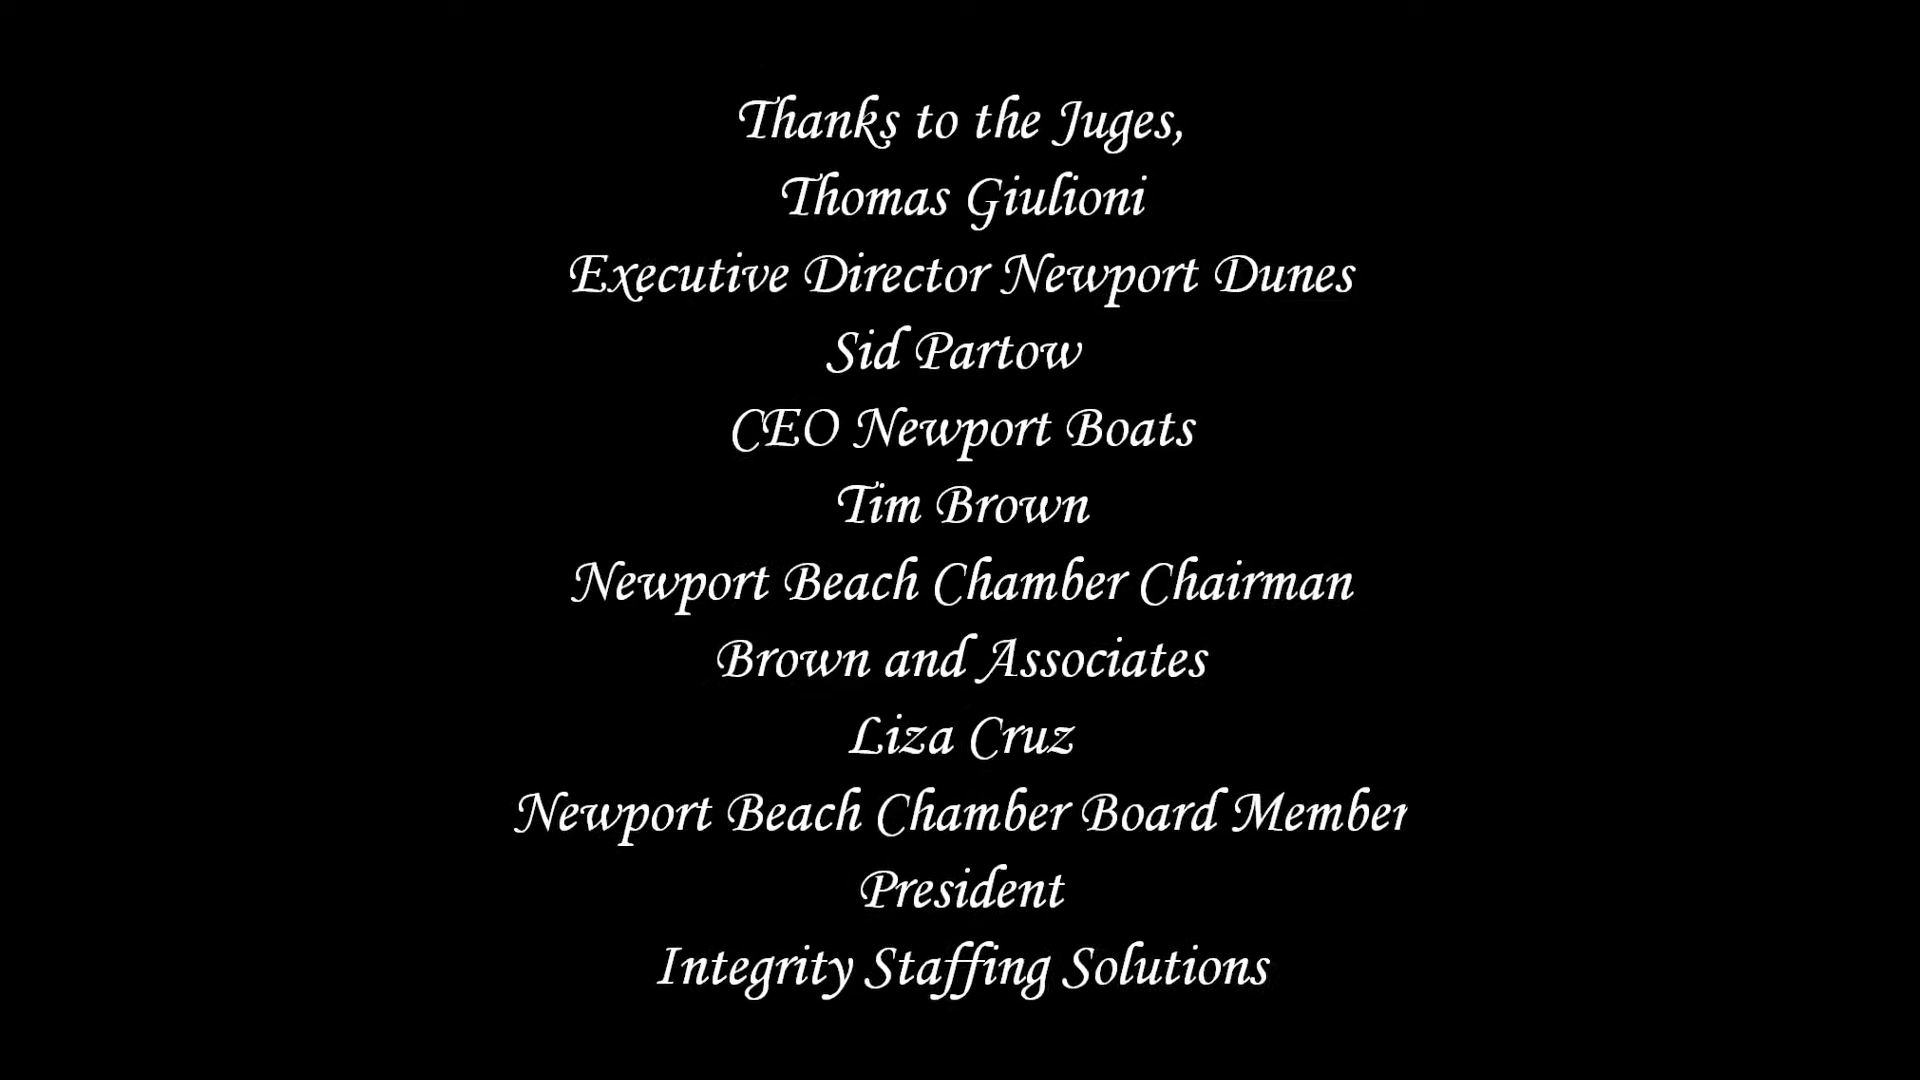 Thanks to the Juges,
Thomas Giulioni
Executive Director Newport Dunes
Sid Partow
CEO Newport Boats
Tim Brown
Newport Beach Chamber Chairman
Brown and Associates
Liza Cruz
Newport Beach Chamber Board Member
President
Integrity Staffing Solutions